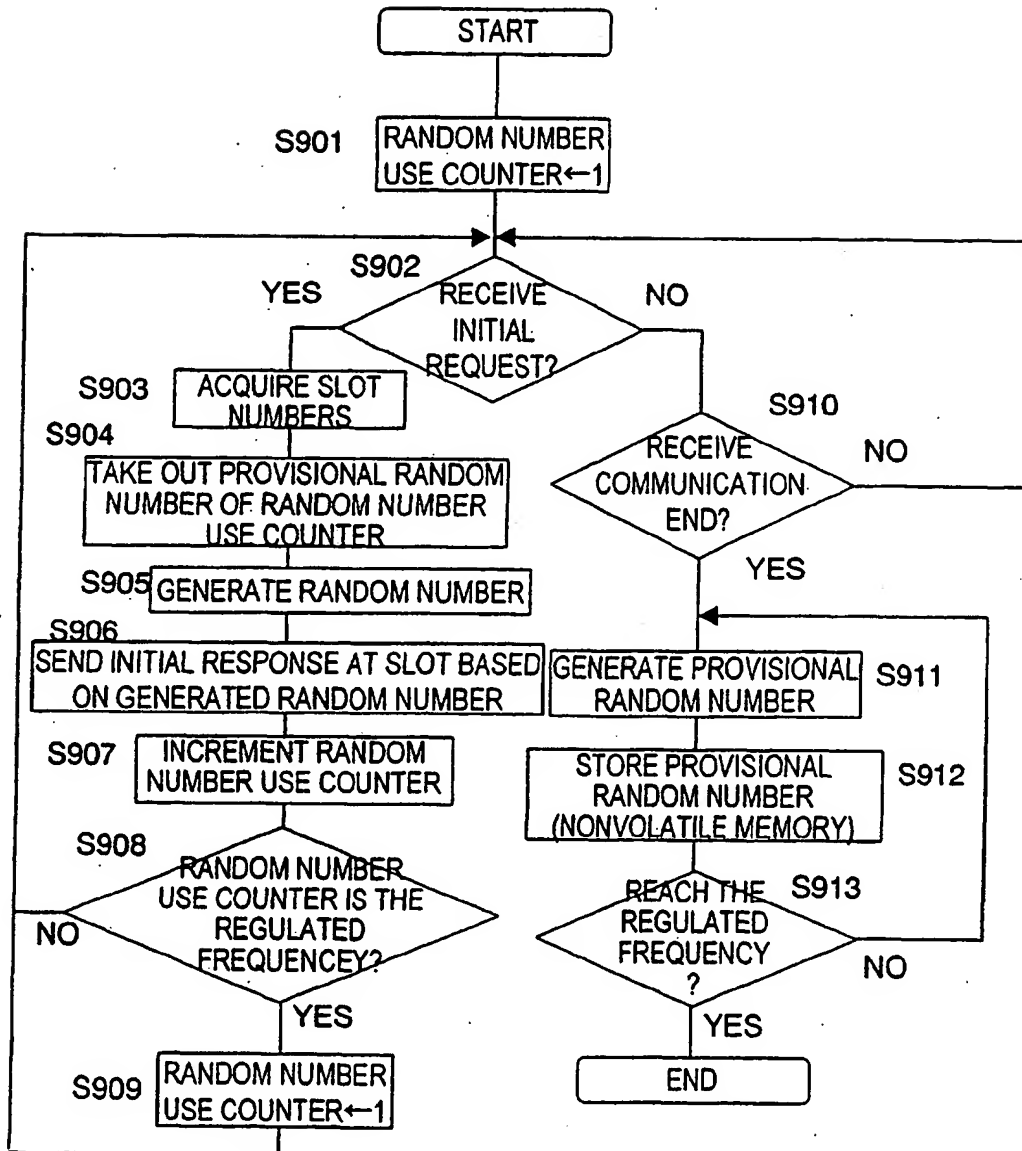 START
S901
RANDOM NUMBER
USE COUNTER←1
S902
YES
RECEIVE
INITIAL
REQUEST?
NO
S903
ACQUIRE SLOT
NUMBERS
S904
TAKE OUT PROVISIONAL RANDOM
NUMBER OF RANDOM NUMBER
USE COUNTER
S905
GENERATE RANDOM NUMBER
S906
SEND INITIAL RESPONSE AT SLOT BASED
ON GENERATED RANDOM NUMBER
S907
INCREMENT RANDOM
NUMBER USE COUNTER
S908
RANDOM NUMBER
USE COUNTER IS THE
REGULATED
FREQUENCEY?
NO
YES
S909
RANDOM NUMBER
USE COUNTER←1
S910
RECEIVE
COMMUNICATION
END?
NO
YES
GENERATE PROVISIONAL
RANDOM NUMBER
S911
STORE PROVISIONAL
RANDOM NUMBER
(NONVOLATILE MEMORY)
S912
S913
REACH THE
REGULATED
FREQUENCY
?
NO
YES
END